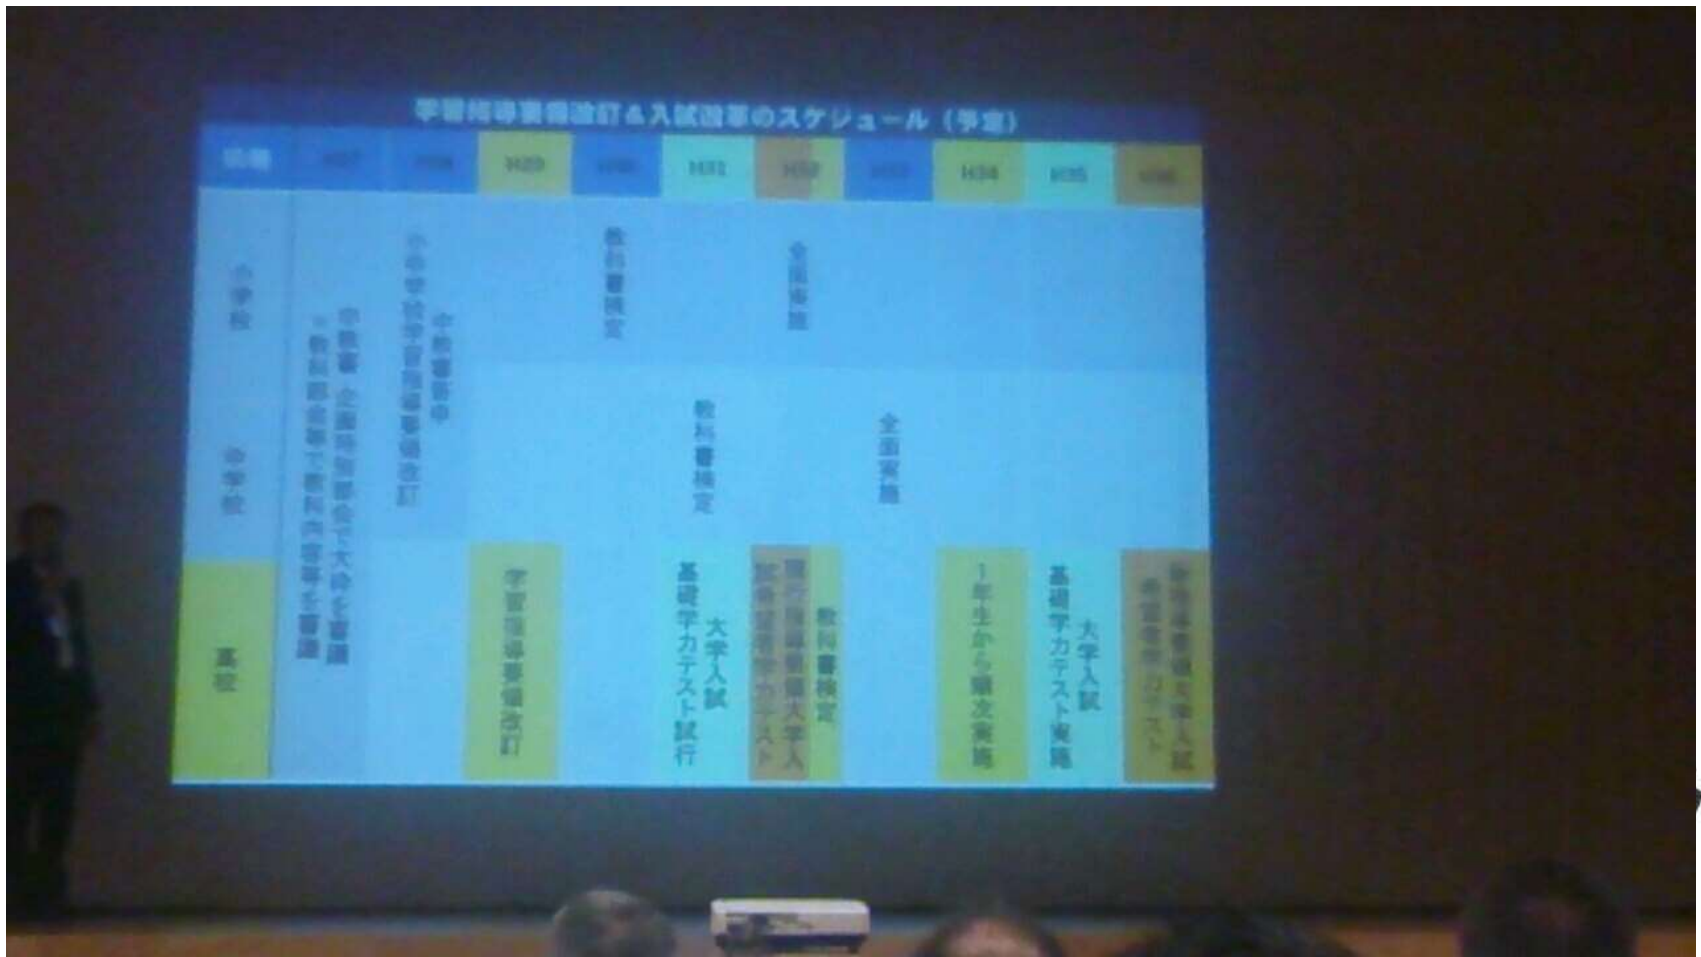 学習指導要領改訂&入試改革のスケジュール(予定)
H29
H31
H34
H35
小学校
教科書検定
全面実施
中教審答申
小中学校学習指導要領改訂
中学校
教科書検定
全面実施
中教審 企画特別部会で大枠を審議
※教科部会等で教科内容等を審議
高校
学習指導要領改訂
大学入試
基礎学力テスト試行
教科書検定
1年生から順次実施
大学入試
基礎学力テスト実施